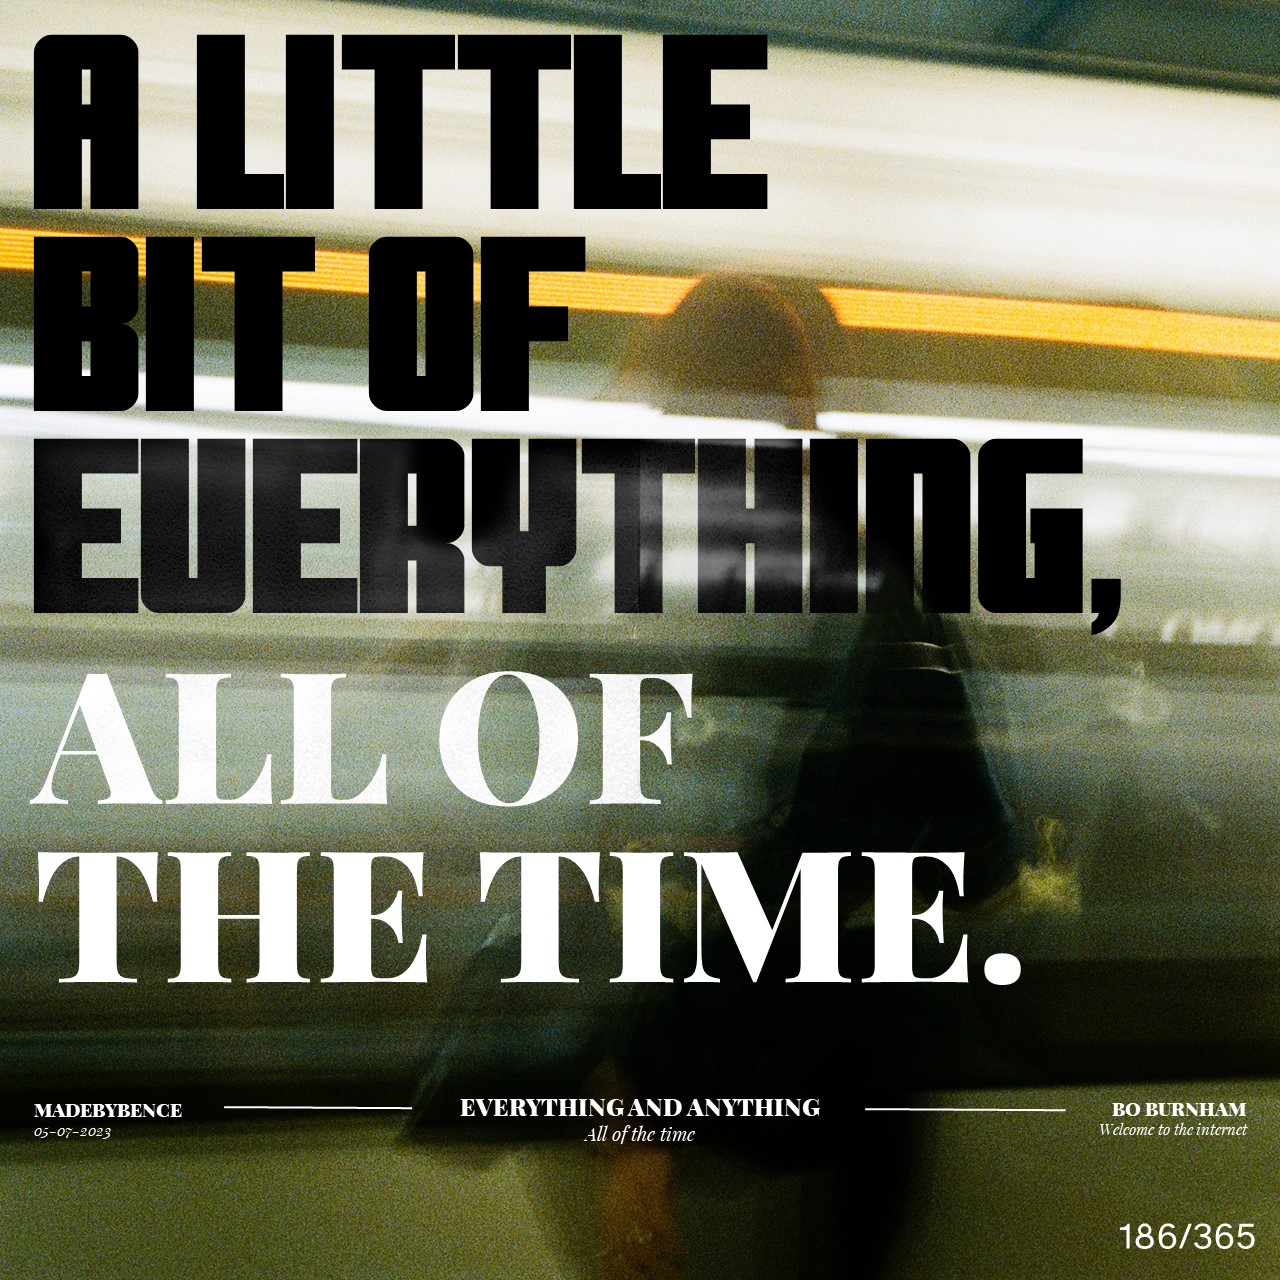 A LITTLE
BIT OF
EVERYTHING,
ALL OF
THE TIME.
MADEBYBENCE
05-07-2023
EVERYTHING AND ANYTHING
All of the time
BO BURNHAM
Welcome to the internet
186/365